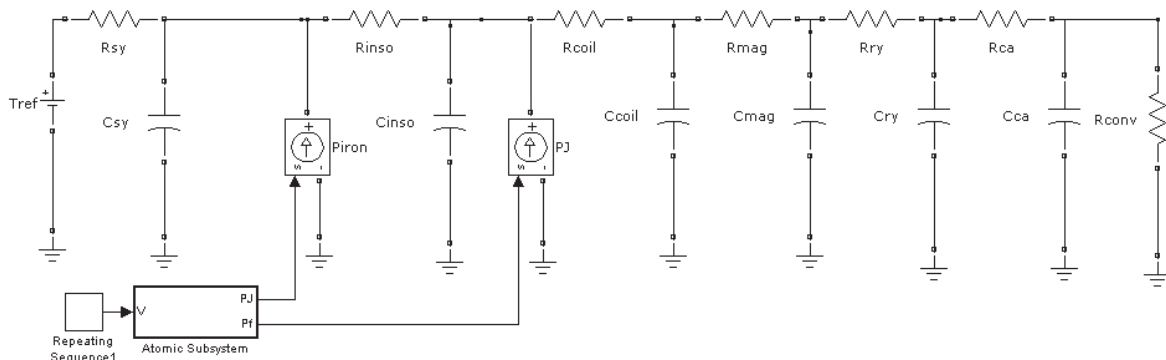 Rsy
Rinso
Rcoil
Rmag
Rry
Rca
+
Tref
Csy
+
Piron
S
-
Cinso
+
PJ
S
-
Ccoil
Cmag
Cry
Cca
Rconv
V
PJ
Pf
Repeating
Sequence1
Atomic Subsystem